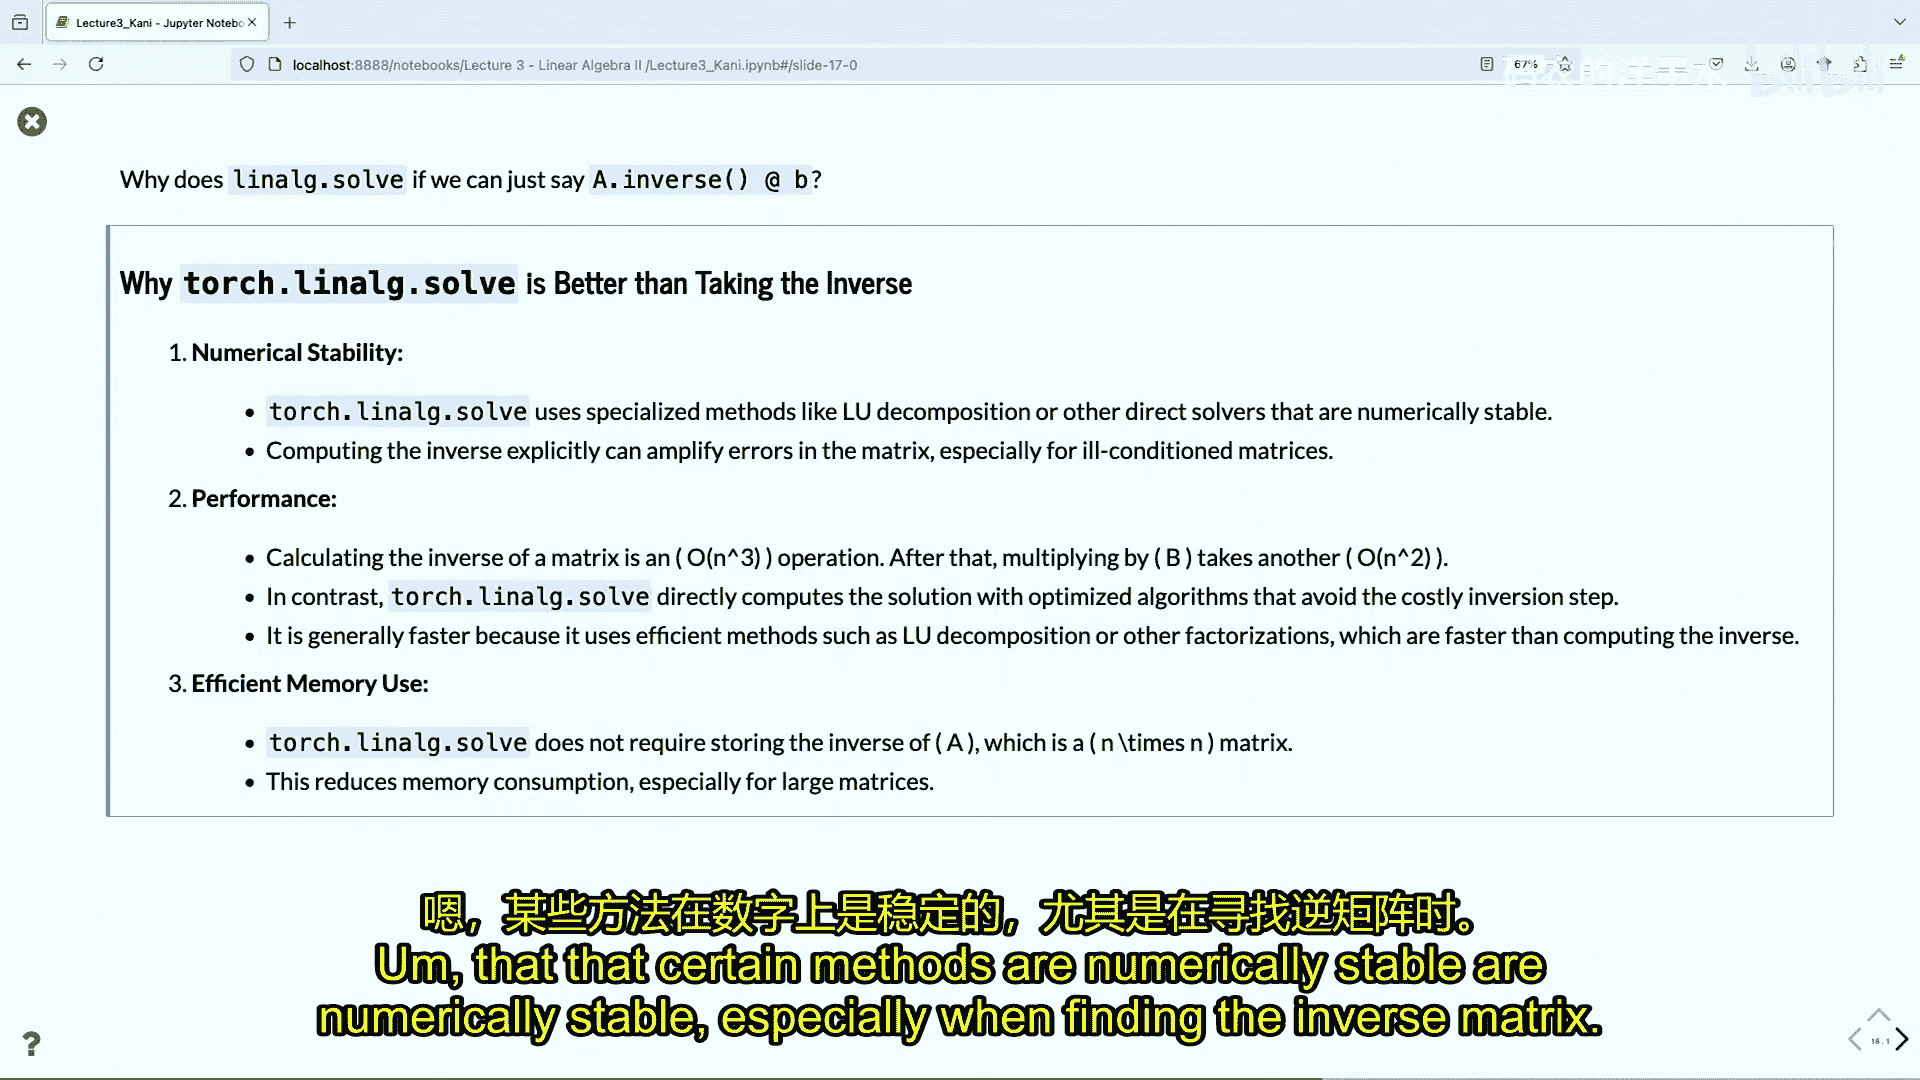 Lecture3_Kani - Jupyter Notebo
localhost:8888/notebooks/Lecture 3 - Linear Algebra II /Lecture3_Kani.ipynb#/slide-17-0
67%
Why does linalg.solve if we can just say A.inverse() @ b?
Why torch.linalg.solve is Better than Taking the Inverse
1. Numerical Stability:
• torch.linalg.solve uses specialized methods like LU decomposition or other direct solvers that are numerically stable.
• Computing the inverse explicitly can amplify errors in the matrix, especially for ill-conditioned matrices.
2. Performance:
• Calculating the inverse of a matrix is an ( O(n^3) ) operation. After that, multiplying by ( B ) takes another ( O(n^2) ).
• In contrast, torch.linalg.solve directly computes the solution with optimized algorithms that avoid the costly inversion step.
• It is generally faster because it uses efficient methods such as LU decomposition or other factorizations, which are faster than computing the inverse.
3. Efficient Memory Use:
• torch.linalg.solve does not require storing the inverse of ( A ), which is a ( n \times n ) matrix.
• This reduces memory consumption, especially for large matrices.
嗯，某些方法在数字上是稳定的，尤其是在寻找逆矩阵时。
Um, that that certain methods are numerically stable are
numerically stable, especially when finding the inverse matrix.
?
18.1